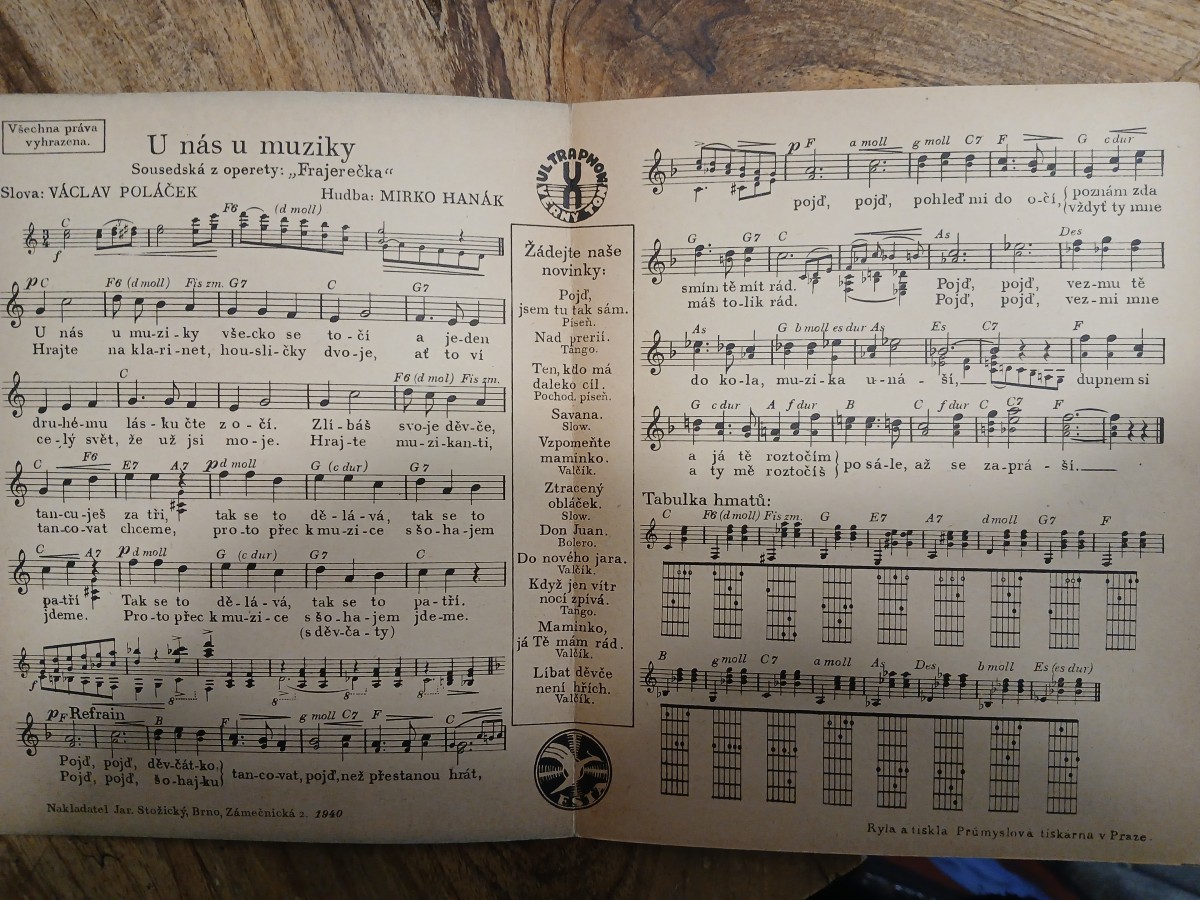 Všechna práva
vyhrazena.
U nás u muziky
Sousedská z operety: „Frajerečka“
Slova: VÁCLAV POLÁČEK
Hudba: MIRKO HANÁK
C F6 (d moll)
p C F6 (d moll) Fis zm. G7 C G7
U nás u mu-zi-ky vše-cko se to-čí a je-den
Hrajte na kla-ri-net, hou-slič-ky dvo-je, ať to ví
C F6 (d mol) Fis zm.
dru-hé-mu lás-ku čte z o-čí. Zlí-báš svo-je děv-če,
ce-lý svět, že už jsi mo-je. Hraj-te mu-zi-kan-ti,
C F6 E7 A7 p d moll G (c dur) G7
tan-cu-ješ za tři, tak se to dě-lá-vá, tak se to
tan-co-vat chceme, pro-to přec k mu-zi-ce s šo-ha-jem
C A7 p d moll G (c dur) G7 C
pa-tří Tak se to dě-lá-vá, tak se to pa-tří.
jdeme. Pro-to přec k mu-zi-ce s šo-ha-jem jde-me.
(s děv-ča-ty)
f 8 8 8
p F Refrain B F g moll C7 F C
Pojď, pojď, děv-čát-ko,
Pojď, pojď, šo-haj-ku
tan-co-vat, pojď, než přestanou hrát,
Nakladatel Jar. Stožický, Brno, Zámečnická 2. 1940
ULTRAPHON
ESTA
Žádejte naše
novinky:
Pojď,
jsem tu tak sám.
Píseň.
Nad prerií.
Tango.
Ten, kdo má
daleko cíl.
Pochod. píseň.
Savana.
Slow.
Vzpomeňte
maminko.
Valčík.
Ztracený
obláček.
Slow.
Don Juan.
Bolero.
Do nového jara.
Valčík.
Když jen vítr
noci zpívá.
Tango.
Maminko,
já Tě mám rád.
Valčík.
Líbat děvče
není hřích.
Valčík.
p F a moll g moll C7 F G c dur
pojď, pojď, pohleď mi do o-čí,
poznám zda
vždyť ty mne
G G7 C As Des
smím tě mít rád. Pojď, pojď, vez-mu tě
máš to-lik rád. Pojď, pojď, vez-mi mne
As G b moll es dur As Es C7 F
do ko-la, mu-zi-ka u-ná-ší, dupnem si
G c dur A f dur B C f dur C C7 F
a já tě roztočím
a ty mě roztočíš
po sá-le, až se za-prá-ší.
Tabulka hmatů:
C F6 (d moll) Fis zm. G E7 A7 d moll G7 F
B g moll C7 a moll As Des b moll Es (es dur)
Ryla a tiskla Průmyslová tiskárna v Praze.